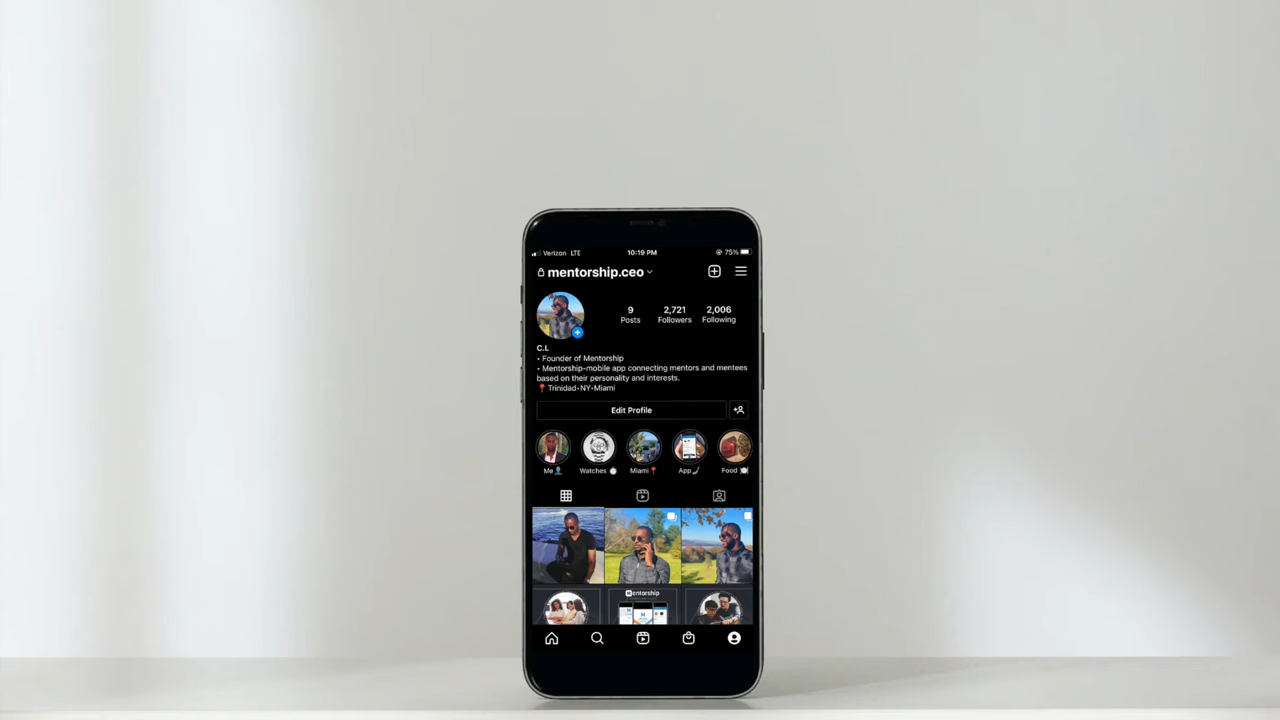 Verizon LTE 10:19 PM 75%
mentorship.ceo
9 2,721 2,006
Posts Followers Following
C.L
• Founder of Mentorship
• Mentorship-mobile app connecting mentors and mentees
based on their personality and interests.
📍Trinidad•NY•Miami
Edit Profile
Me👤 Watches ⏱ Miami📍 App🤳 Food 🍽
Mentorship